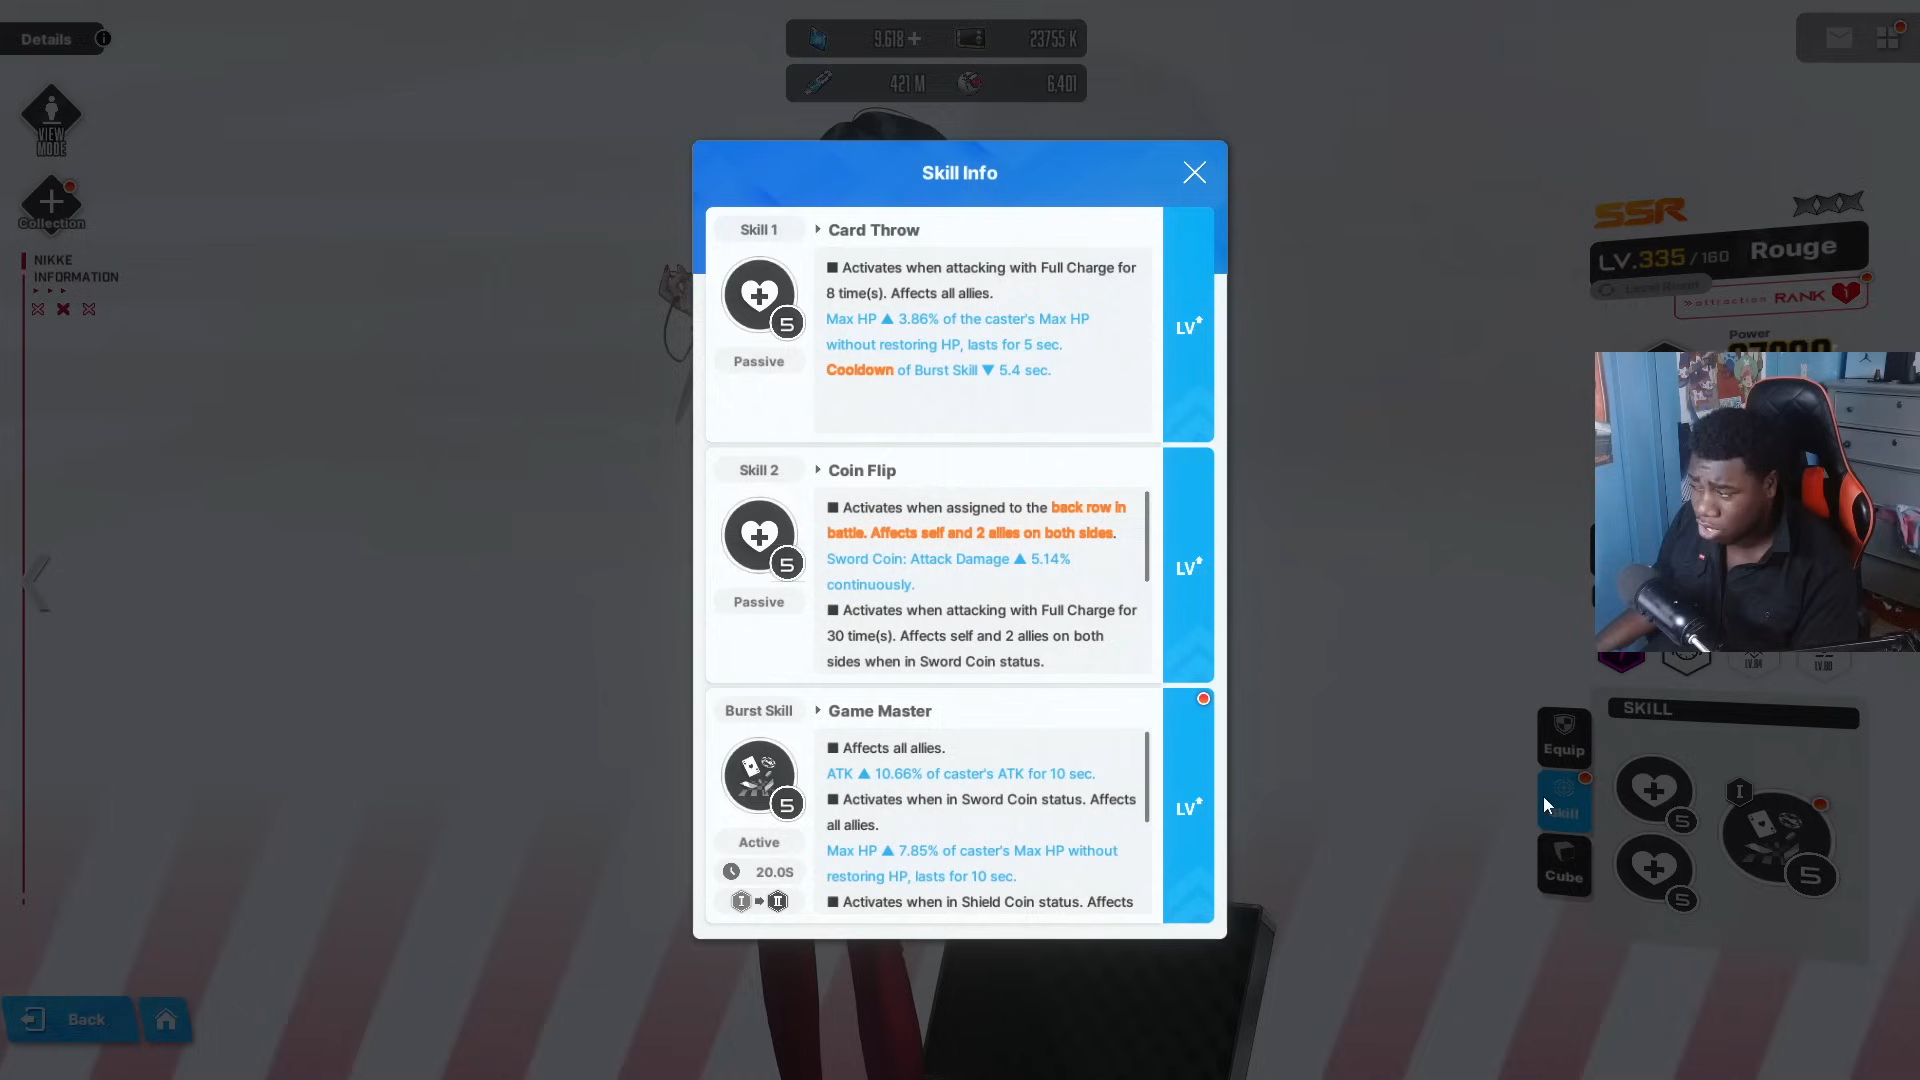 Details
9,618
23755 K
421 M
6,401
VIEW
MODE
Collection
NIKKE
INFORMATION
Skill Info
Skill 1
Card Throw
■ Activates when attacking with Full Charge for
8 time(s). Affects all allies.
Max HP ▲ 3.86% of the caster's Max HP
without restoring HP, lasts for 5 sec.
Cooldown of Burst Skill ▼ 5.4 sec.
5
Passive
LV
Skill 2
Coin Flip
■ Activates when assigned to the back row in
battle. Affects self and 2 allies on both sides.
Sword Coin: Attack Damage ▲ 5.14%
continuously.
■ Activates when attacking with Full Charge for
30 time(s). Affects self and 2 allies on both
sides when in Sword Coin status.
5
Passive
LV
Burst Skill
Game Master
■ Affects all allies.
ATK ▲ 10.66% of caster's ATK for 10 sec.
■ Activates when in Sword Coin status. Affects
all allies.
Max HP ▲ 7.85% of caster's Max HP without
restoring HP, lasts for 10 sec.
■ Activates when in Shield Coin status. Affects
5
Active
20.0S
I II
LV
SSR
LV.335/160 Rouge
attraction RANK
Power
SKILL
Equip
Skill
Cube
5
I
5
5
Back